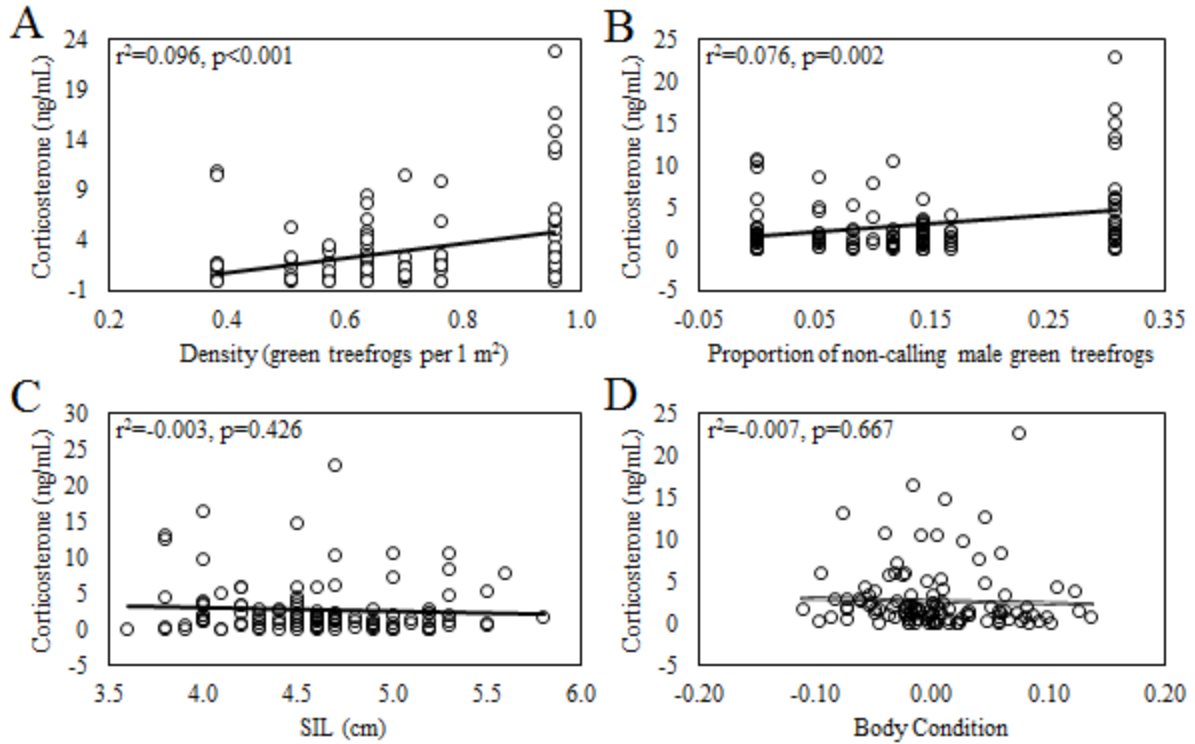 A
r²=0.096, p<0.001
24
19
14
9
4
-1
Corticosterone (ng/mL)
0.2 0.4 0.6 0.8 1.0
Density (green treefrogs per 1 m²)
B
r²=0.076, p=0.002
25
20
15
10
5
0
-5
Corticosterone (ng/mL)
-0.05 0.05 0.15 0.25 0.35
Proportion of non-calling male green treefrogs
C
r²=-0.003, p=0.426
30
25
20
15
10
5
0
-5
Corticosterone (ng/mL)
3.5 4.0 4.5 5.0 5.5 6.0
SIL (cm)
D
r²=-0.007, p=0.667
25
20
15
10
5
0
-5
Corticosterone (ng/mL)
-0.20 -0.10 0.00 0.10 0.20
Body Condition